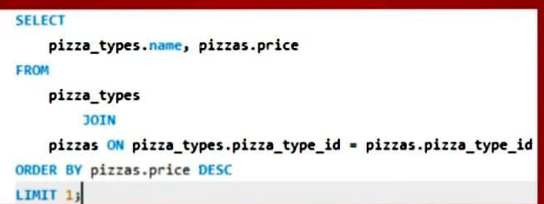 SELECT
pizza_types.name, pizzas.price
FROM
pizza_types
JOIN
pizzas ON pizza_types.pizza_type_id = pizzas.pizza_type_id
ORDER BY pizzas.price DESC
LIMIT 1;